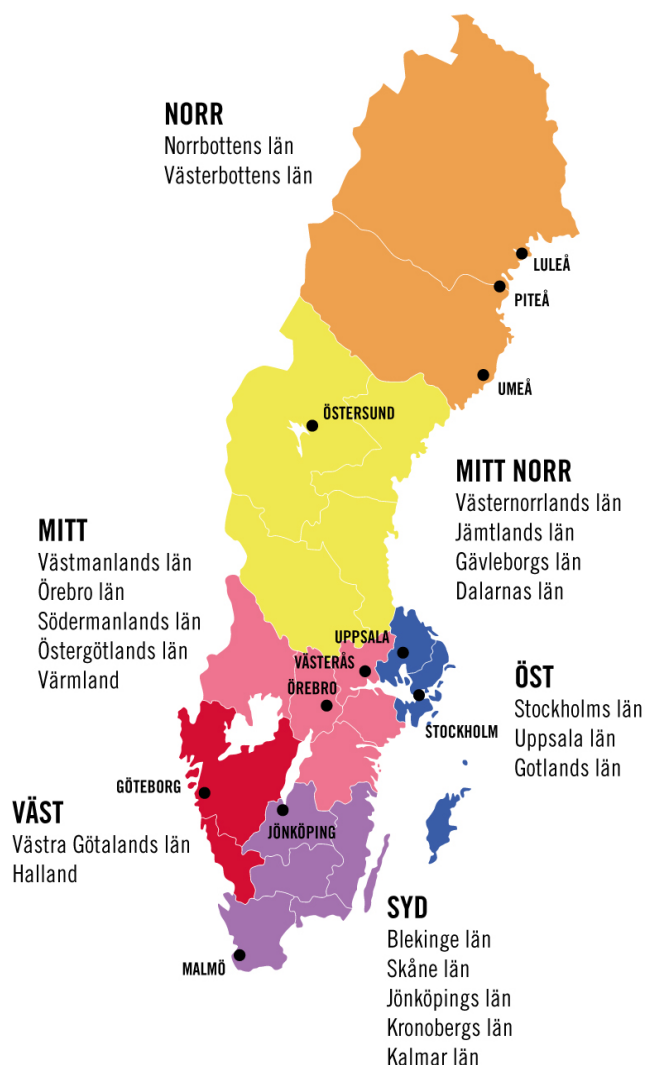 NORR
Norrbottens län
Västerbottens län
LULEÅ
PITEÅ
UMEÅ
ÖSTERSUND
MITT NORR
Västernorrlands län
Jämtlands län
Gävleborgs län
Dalarnas län
MITT
Västmanlands län
Örebro län
Södermanlands län
Östergötlands län
Värmland
UPPSALA
VÄSTERÅS
ÖREBRO
STOCKHOLM
ÖST
Stockholms län
Uppsala län
Gotlands län
GÖTEBORG
VÄST
Västra Götalands län
Halland
JÖNKÖPING
MALMÖ
SYD
Blekinge län
Skåne län
Jönköpings län
Kronobergs län
Kalmar län